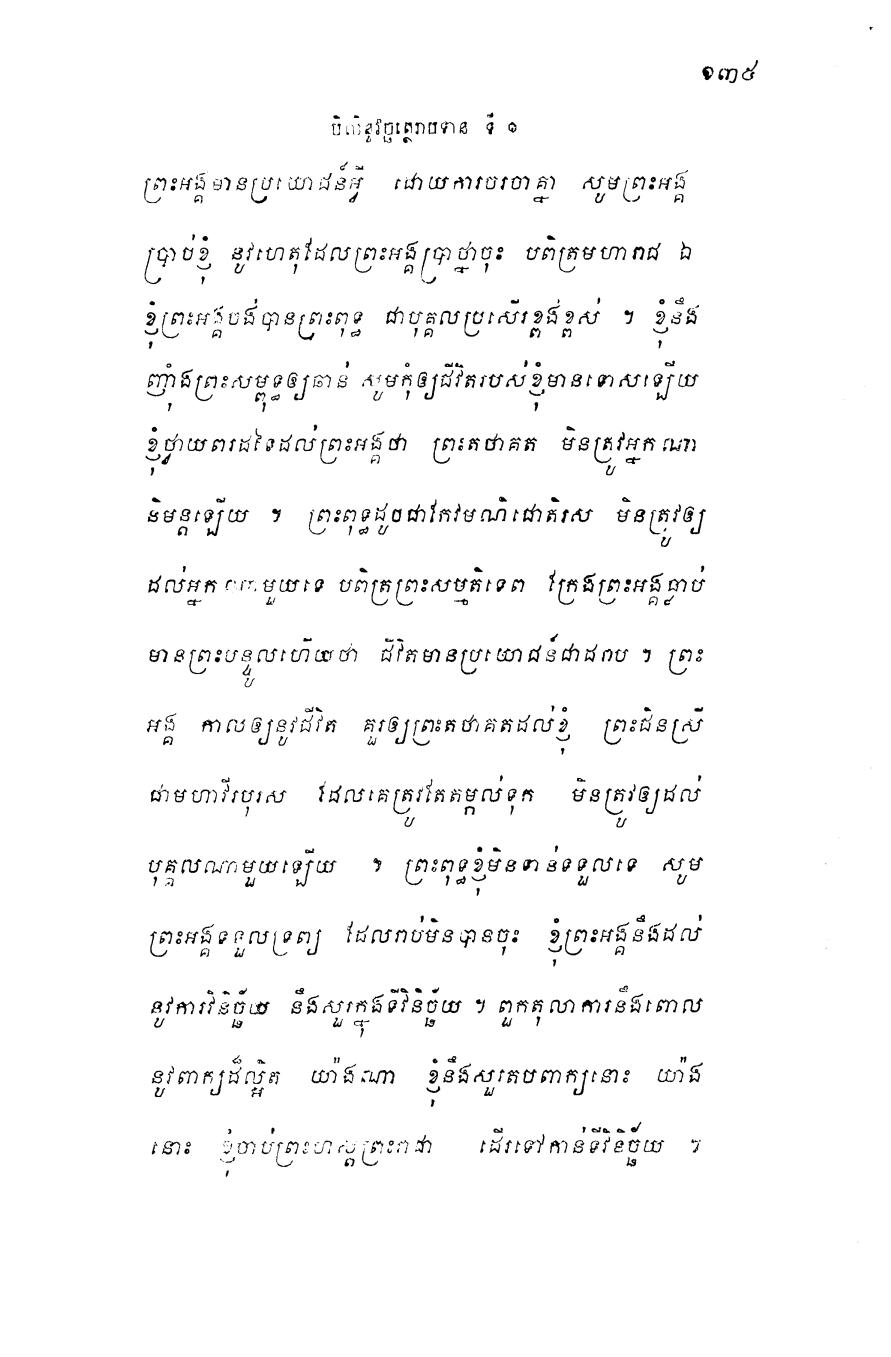 ១៣៥
បិលិន្ទវច្ឆត្ថេរាបទាន ទី ១
ព្រះអង្គមានប្រយោជន៍អ្វី ដោយការចរចាគ្នា សូមព្រះអង្គ
ប្រាប់ខ្ញុំ នូវហេតុដែលព្រះអង្គប្រាថ្នាចុះ បពិត្រមហារាជ ឯ
ខ្ញុំព្រះអង្គចង់បានព្រះពុទ្ធ ជាបុគ្គលប្រសើរខ្ពង់ខ្ពស់ ។ ខ្ញុំនឹង
ញ៉ាំងព្រះសម្ពុទ្ធឲ្យឆាន់ សូមកុំឲ្យជីវិតរបស់ខ្ញុំមានទោសឡើយ
ខ្ញុំថ្វាយពរដទៃដល់ព្រះអង្គថា ព្រះតថាគត មិនត្រូវអ្នកណា
និមន្តឡើយ ។ ព្រះពុទ្ធដូចជាកែវមណិជោតិរស មិនត្រូវឲ្យ
ដល់អ្នកណាមួយទេ បពិត្រព្រះសម្មតិទេព ក្រែងព្រះអង្គធ្លាប់
មានព្រះបន្ទូលហើយថា ជីវិតមានប្រយោជន៍ជាដរាប ។ ព្រះ
អង្គ កាលឲ្យនូវជីវិត គួរឲ្យព្រះតថាគតដល់ខ្ញុំ ព្រះជិនស្រី
ជាមហាវីរបុរស ដែលគេត្រូវតែតម្កល់ទុក មិនត្រូវឲ្យដល់
បុគ្គលណាមួយឡើយ ។ ព្រះពុទ្ធខ្ញុំមិនទាន់ទទួលទេ សូម
ព្រះអង្គទទួលទ្រព្យ ដែលរាប់មិនបានចុះ ខ្ញុំព្រះអង្គនឹងដល់
នូវការវិនិច្ឆ័យ នឹងសួរក្នុងទីវិនិច្ឆ័យ ។ ពួកតុលាការនឹងពោល
នូវពាក្យដ៏ល្អិត យ៉ាងណា ខ្ញុំនឹងសួរតបពាក្យនោះ យ៉ាង
នោះ ខ្ញុំចាប់ព្រះហស្តព្រះរាជា ដើរទៅកាន់ទីវិនិច្ឆ័យ ។